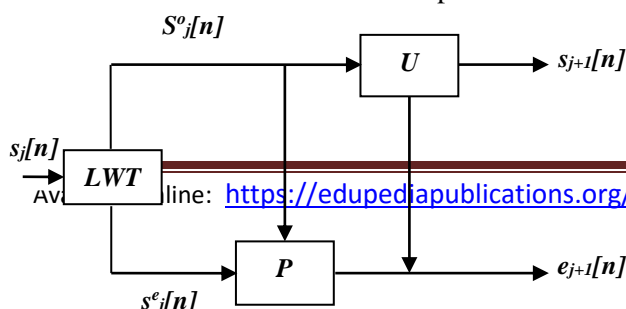 S^o_j[n]
U
s_{j+1}[n]
s_j[n]
LWT
line: https://edupediapublications.org/
P
e_{j+1}[n]
s^e_j[n]